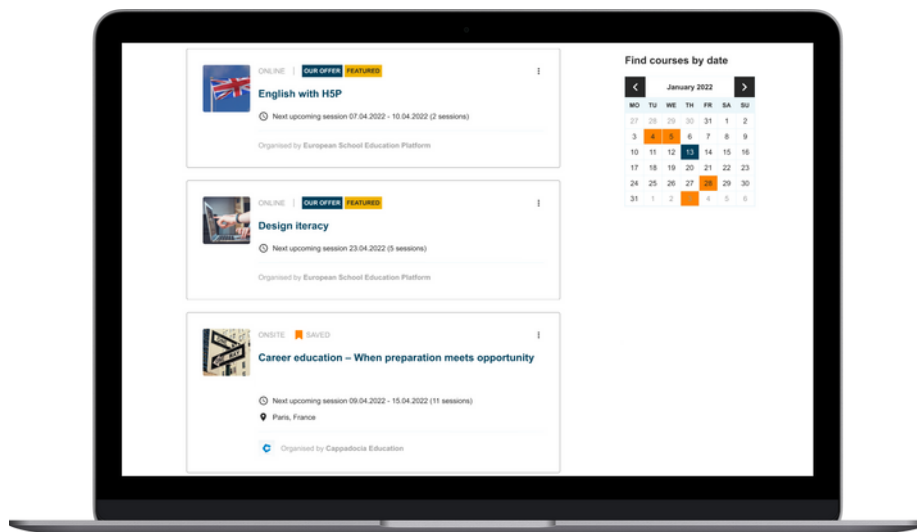 ONLINE | OUR OFFER FEATURED
English with H5P
Next upcoming session 07.04.2022 - 10.04.2022 (2 sessions)
Organised by European School Education Platform
ONLINE | OUR OFFER FEATURED
Design iteracy
Next upcoming session 23.04.2022 (5 sessions)
Organised by European School Education Platform
ONE WAY
ONSITE SAVED
Career education – When preparation meets opportunity
Next upcoming session 09.04.2022 - 15.04.2022 (11 sessions)
Paris, France
Organised by Cappadocia Education
Find courses by date
January 2022
MO TU WE TH FR SA SU
27 28 29 30 31 1 2
3 4 5 6 7 8 9
10 11 12 13 14 15 16
17 18 19 20 21 22 23
24 25 26 27 28 29 30
31 1 2 4 5 6